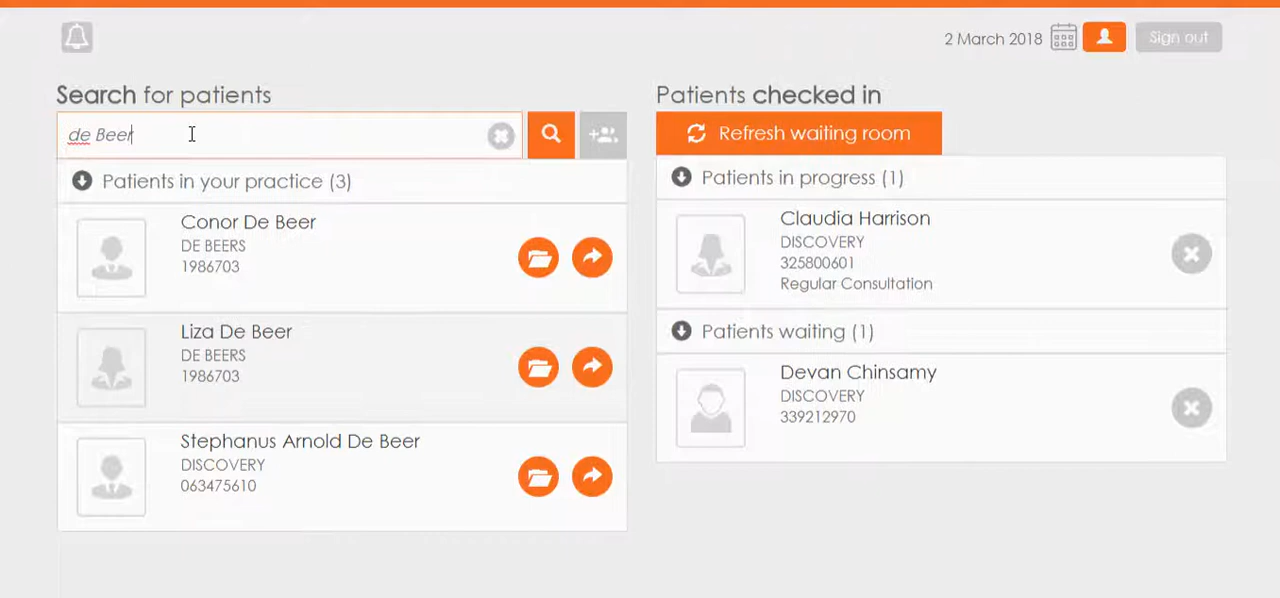 2 March 2018
Sign out
Search for patients
de Beer
Patients in your practice (3)
Conor De Beer
DE BEERS
1986703
Liza De Beer
DE BEERS
1986703
Stephanus Arnold De Beer
DISCOVERY
063475610
Patients checked in
Refresh waiting room
Patients in progress (1)
Claudia Harrison
DISCOVERY
325800601
Regular Consultation
Patients waiting (1)
Devan Chinsamy
DISCOVERY
339212970